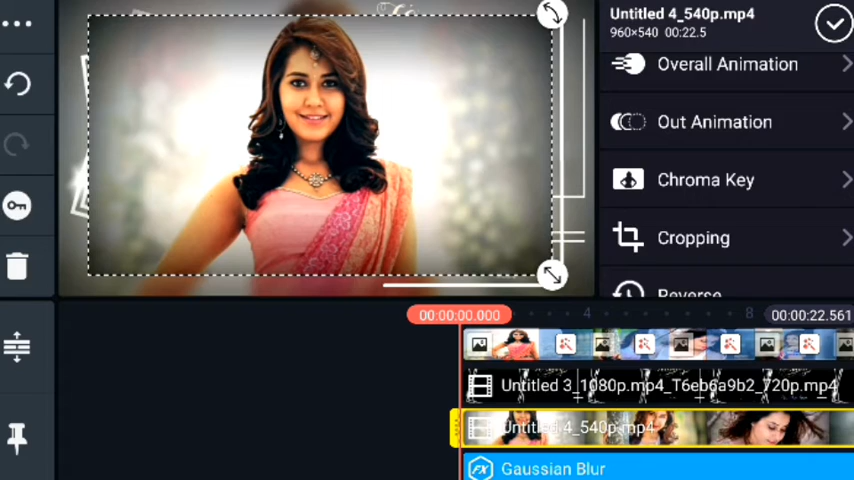 Untitled 4_540p.mp4
960×540 00:22.5
Overall Animation
Out Animation
Chroma Key
Cropping
Reverse
00:00:00.000
4
8
00:00:22.561
Untitled 3_1080p.mp4_T6eb6a9b2_720p.mp4
Untitled 4_540p.mp4
FX Gaussian Blur